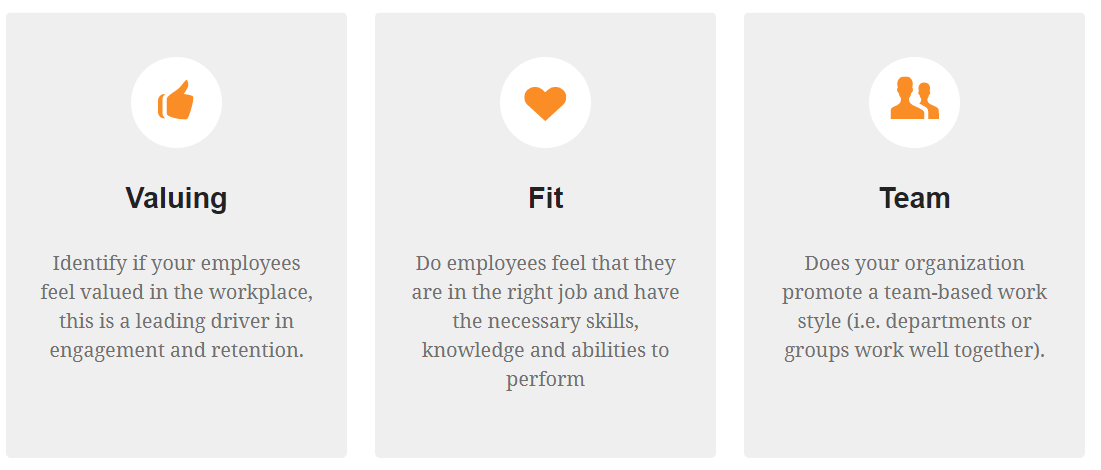 Valuing
Identify if your employees
feel valued in the workplace,
this is a leading driver in
engagement and retention.
Fit
Do employees feel that they
are in the right job and have
the necessary skills,
knowledge and abilities to
perform
Team
Does your organization
promote a team-based work
style (i.e. departments or
groups work well together).